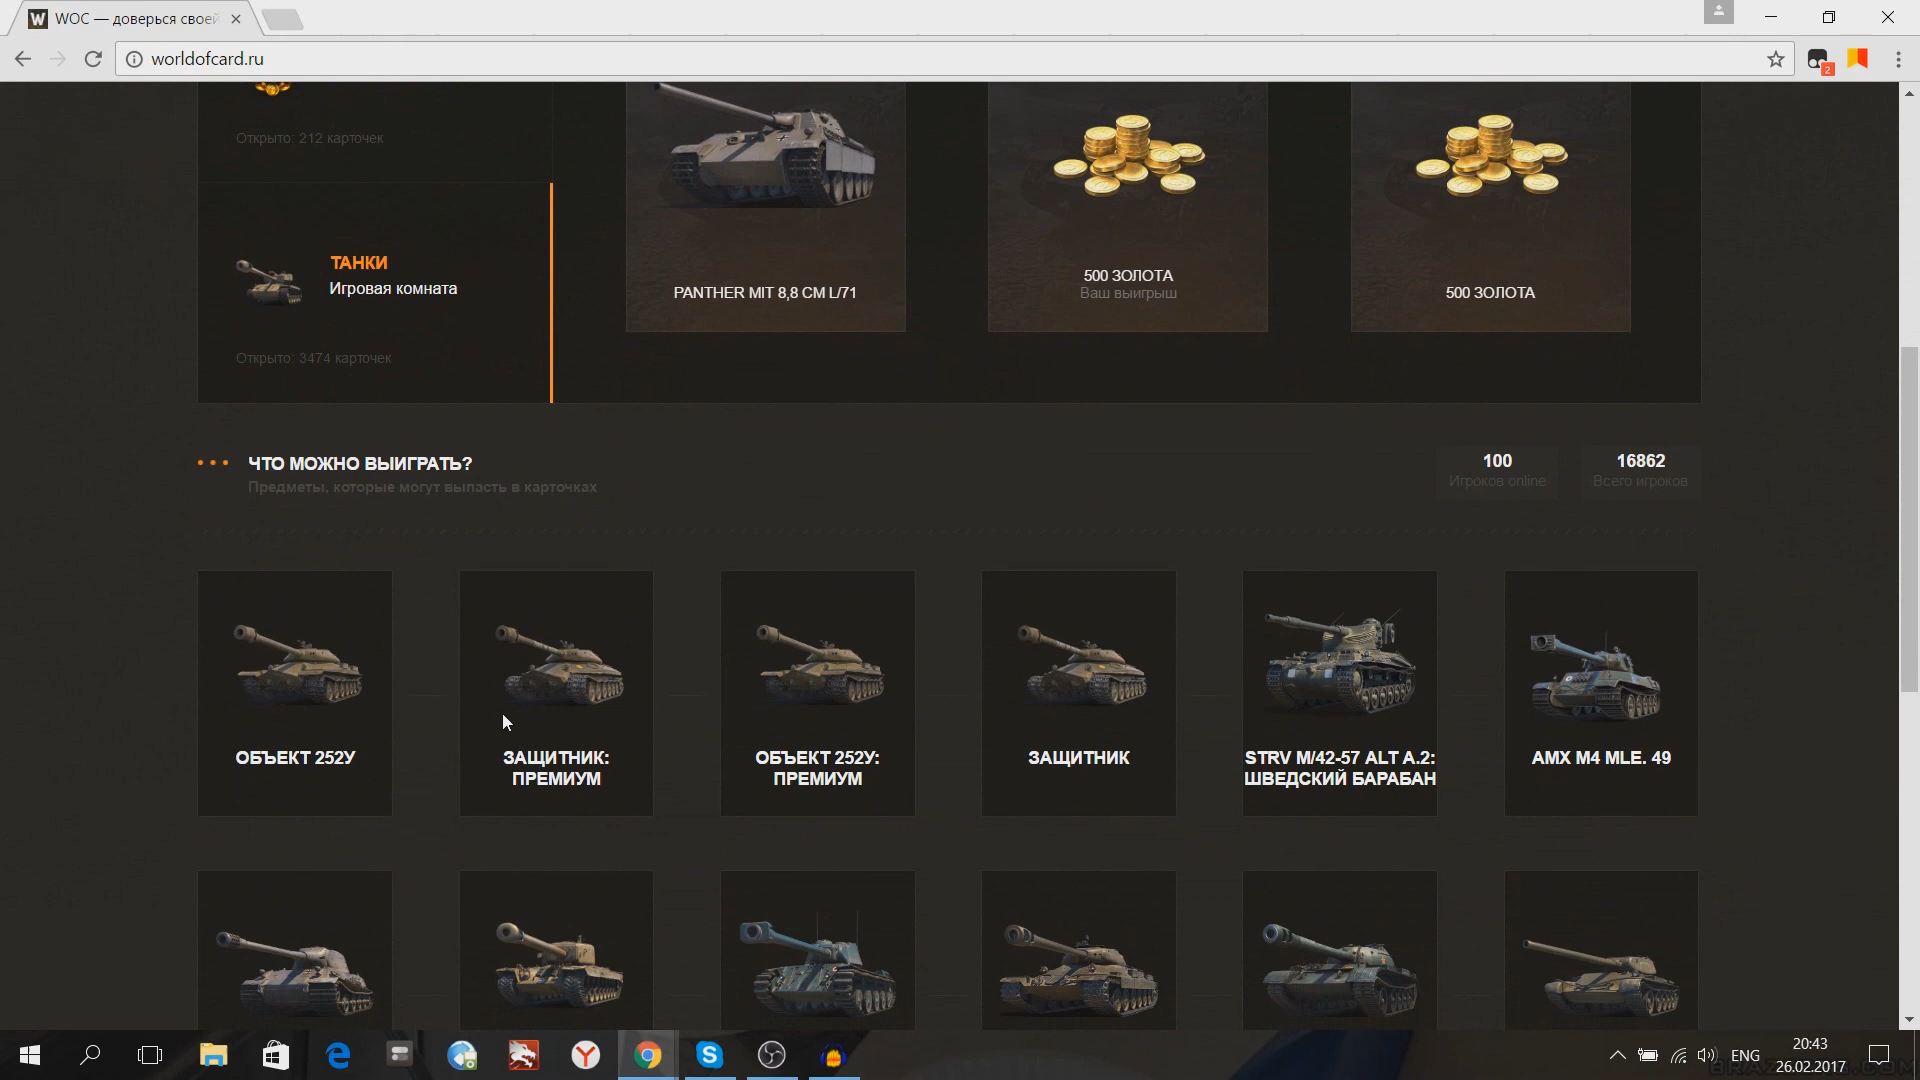 WOC — доверься своей
worldofcard.ru
2
Открыто: 212 карточек
ТАНКИ
Игровая комната
Открыто: 3474 карточек
PANTHER MIT 8,8 CM L/71
500 ЗОЛОТА
Ваш выигрыш
500 ЗОЛОТА
ЧТО МОЖНО ВЫИГРАТЬ?
Предметы, которые могут выпасть в карточках
100
Игроков online
16862
Всего игроков
ОБЪЕКТ 252У
ЗАЩИТНИК:
ПРЕМИУМ
ОБЪЕКТ 252У:
ПРЕМИУМ
ЗАЩИТНИК
STRV M/42-57 ALT A.2:
ШВЕДСКИЙ БАРАБАН
AMX M4 MLE. 49
ENG
20:43
26.02.2017